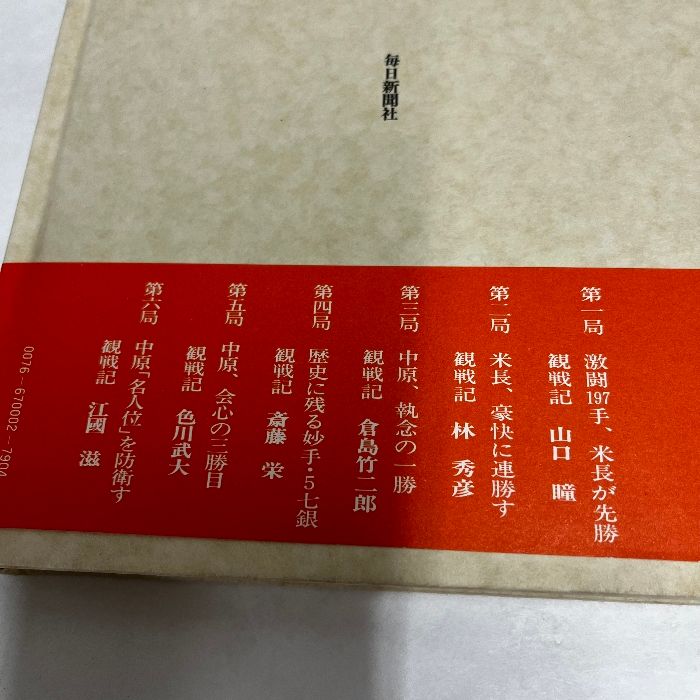 毎日新聞社
第一局 激闘197手、米長が先勝
観戦記 山口 瞳
第二局 米長、豪快に連勝す
観戦記 林 秀彦
第三局 中原、執念の一勝
観戦記 倉島竹二郎
第四局 歴史に残る妙手・５七銀
観戦記 斎藤 栄
第五局 中原、会心の三勝目
観戦記 色川武大
第六局 中原「名人位」を防衛す
観戦記 江國 滋
0076-670002-7904